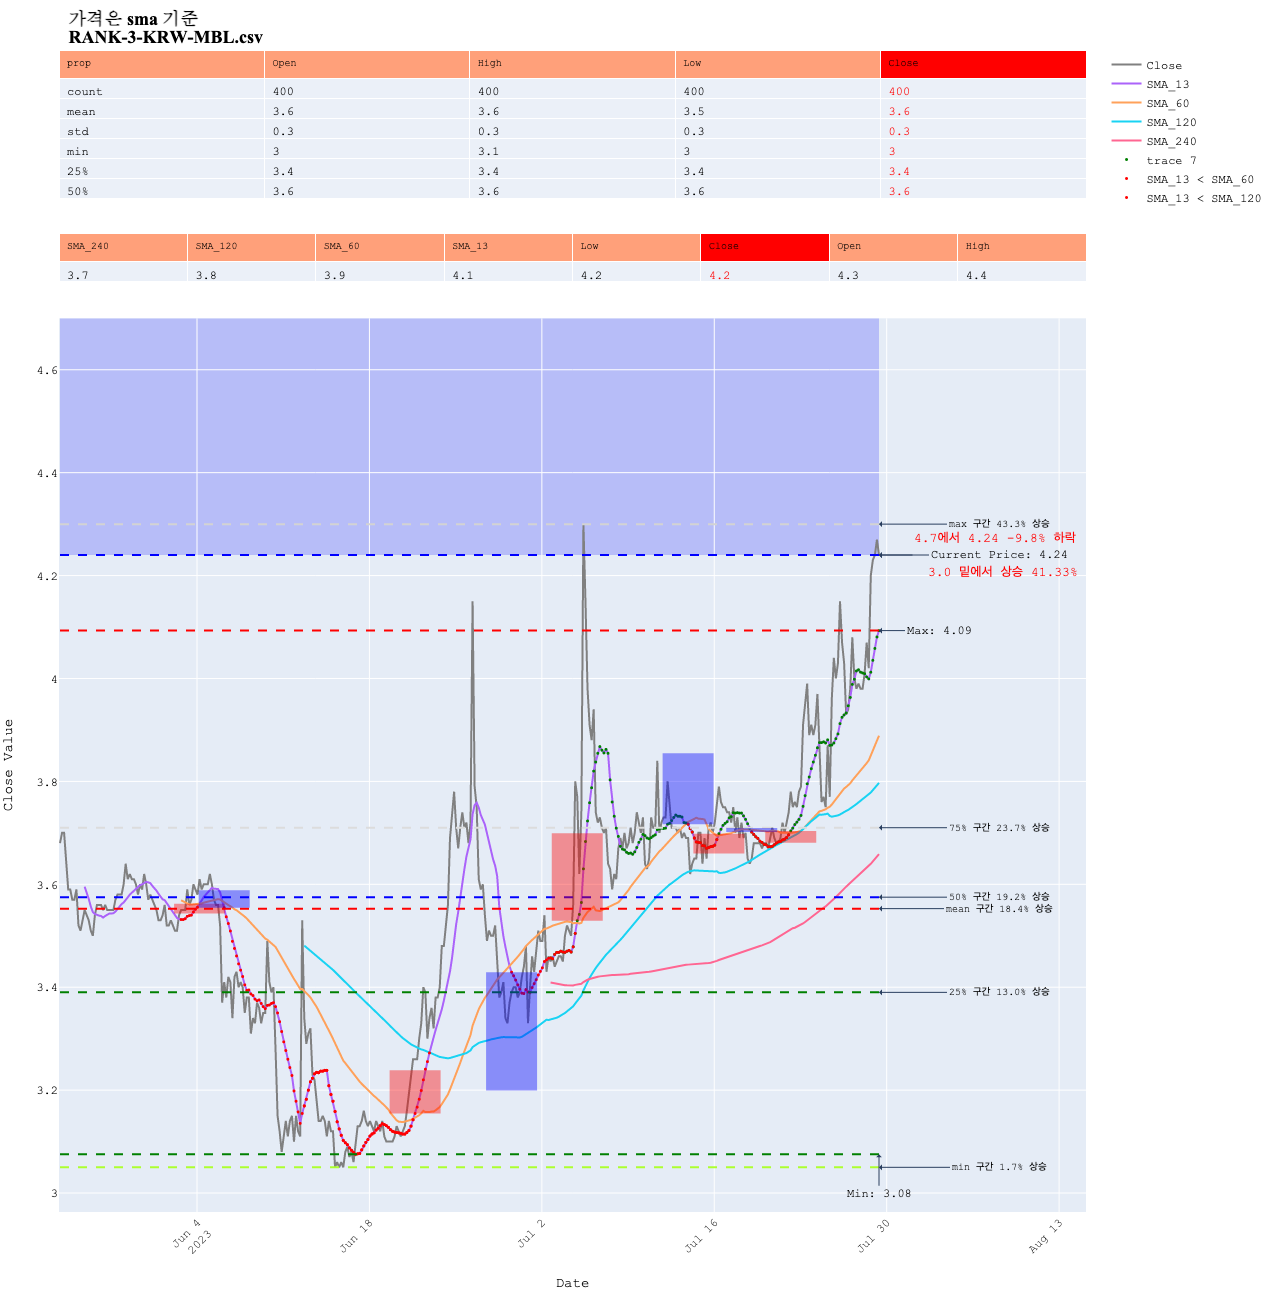 가격은 sma 기준
RANK-3-KRW-MBL.csv
prop Open High Low Close
count 400 400 400 400
mean 3.6 3.6 3.5 3.6
std 0.3 0.3 0.3 0.3
min 3 3.1 3 3
25% 3.4 3.4 3.4 3.4
50% 3.6 3.6 3.6 3.6
SMA_240 SMA_120 SMA_60 SMA_13 Low Close Open High
3.7 3.8 3.9 4.1 4.2 4.2 4.3 4.4
Close
SMA_13
SMA_60
SMA_120
SMA_240
trace 7
SMA_13 < SMA_60
SMA_13 < SMA_120
4.6
4.4
4.2
4
3.8
3.6
3.4
3.2
3
Close Value
max 구간 43.3% 상승
4.7에서 4.24 -9.8% 하락
Current Price: 4.24
3.0 밑에서 상승 41.33%
Max: 4.09
75% 구간 23.7% 상승
50% 구간 19.2% 상승
mean 구간 18.4% 상승
25% 구간 13.0% 상승
min 구간 1.7% 상승
Min: 3.08
Jun 4
2023
Jun 18
Jul 2
Jul 16
Jul 30
Aug 13
Date